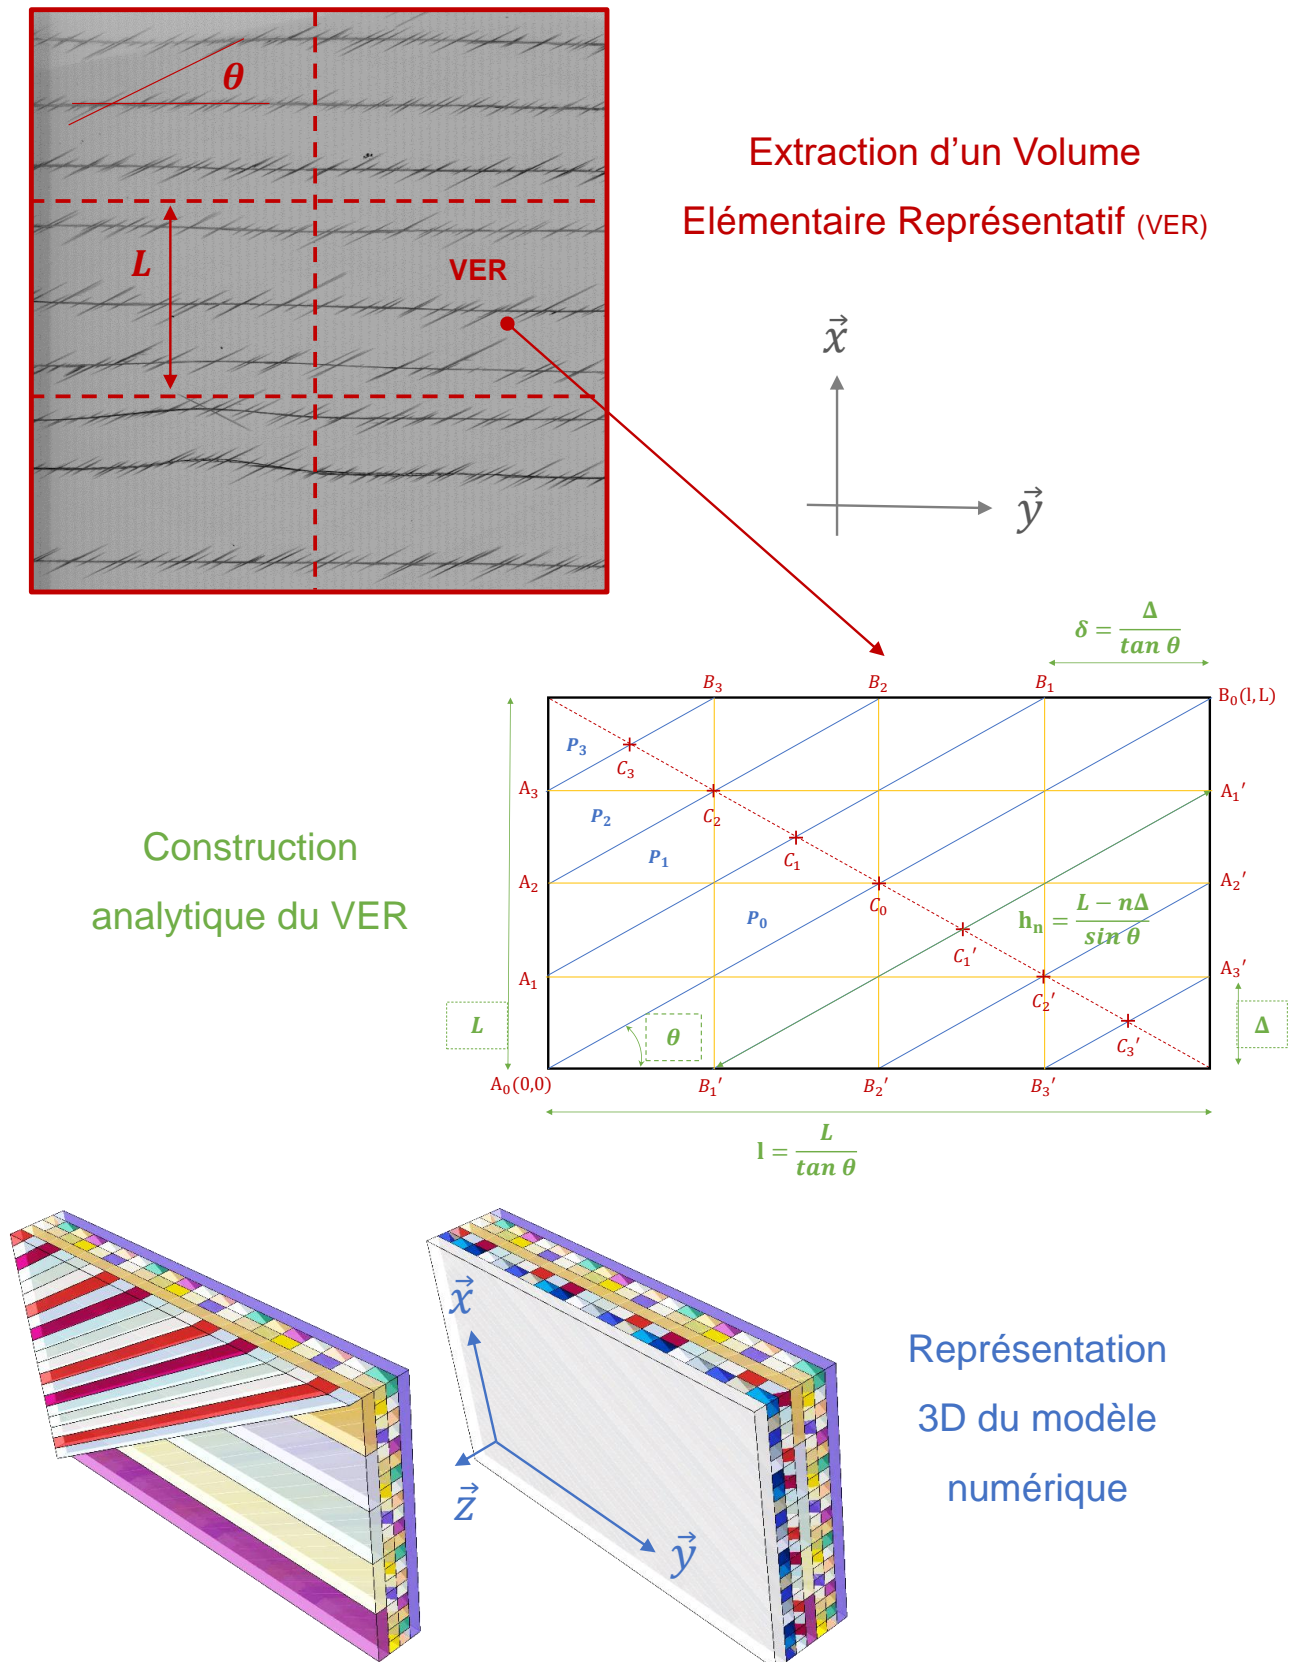 θ
L
VER
Extraction d’un Volume
Elémentaire Représentatif (VER)
x⃗
y⃗
δ = Δ / tan θ
B₃ B₂ B₁ B₀(l, L)
P₃
C₃
A₃ A₁′
P₂ C₂
Construction
analytique du VER
P₁ C₁
A₂ A₂′
P₀ C₀ hₙ = L − nΔ / sin θ
C₁′
A₁ A₃′
C₂′
L θ C₃′ Δ
A₀(0,0) B₁′ B₂′ B₃′
l = L / tan θ
x⃗
z⃗
y⃗
Représentation
3D du modèle
numérique